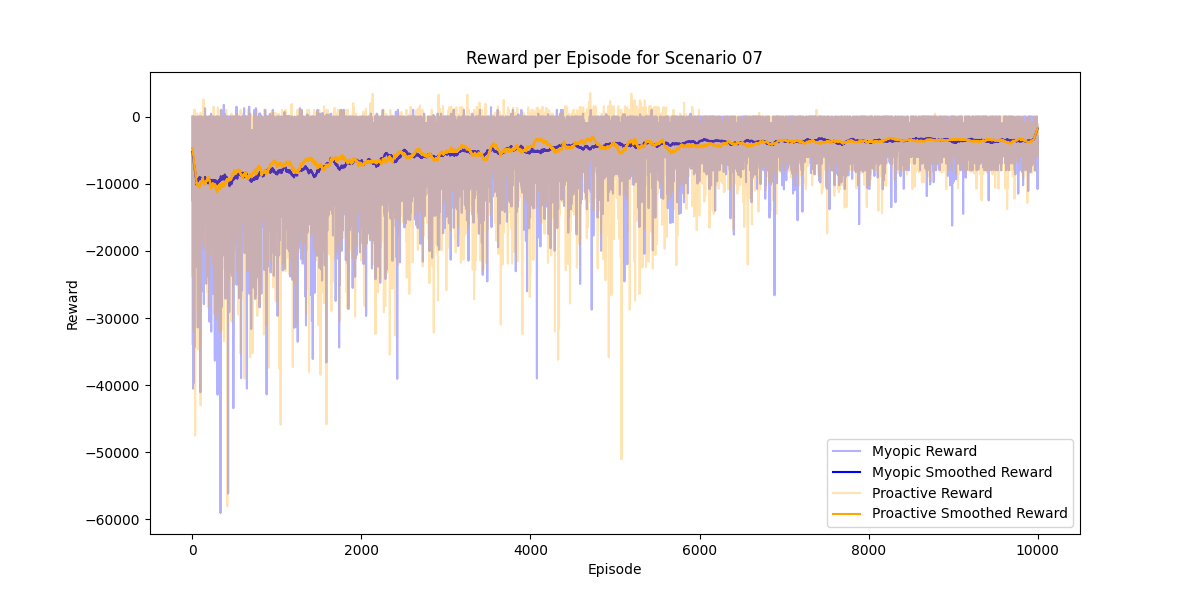 Reward per Episode for Scenario 07
0
−10000
−20000
−30000
−40000
−50000
−60000
Reward
0 2000 4000 6000 8000 10000
Episode
Myopic Reward
Myopic Smoothed Reward
Proactive Reward
Proactive Smoothed Reward